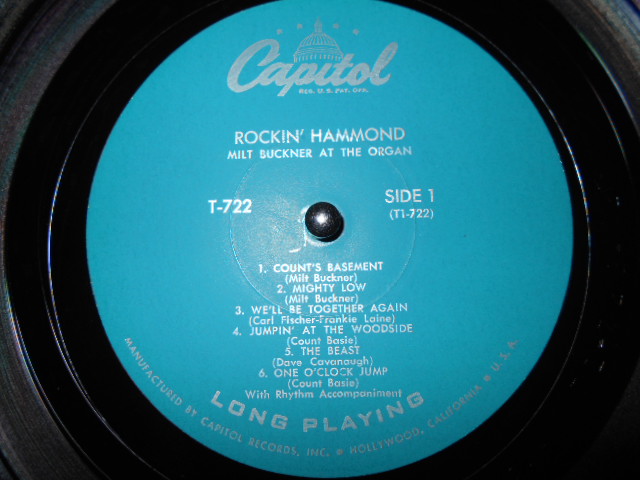 Capitol
REG. U.S. PAT. OFF.
ROCKIN' HAMMOND
MILT BUCKNER AT THE ORGAN
T-722
SIDE 1
(T1-722)
1. COUNT'S BASEMENT
(Milt Buckner)
2. MIGHTY LOW
(Milt Buckner)
3. WE'LL BE TOGETHER AGAIN
(Carl Fischer-Frankie Laine)
4. JUMPIN' AT THE WOODSIDE
(Count Basie)
5. THE BEAST
(Dave Cavanaugh)
6. ONE O'CLOCK JUMP
(Count Basie)
With Rhythm Accompaniment
LONG PLAYING
MANUFACTURED BY CAPITOL RECORDS, INC. • HOLLYWOOD, CALIFORNIA • U.S.A.